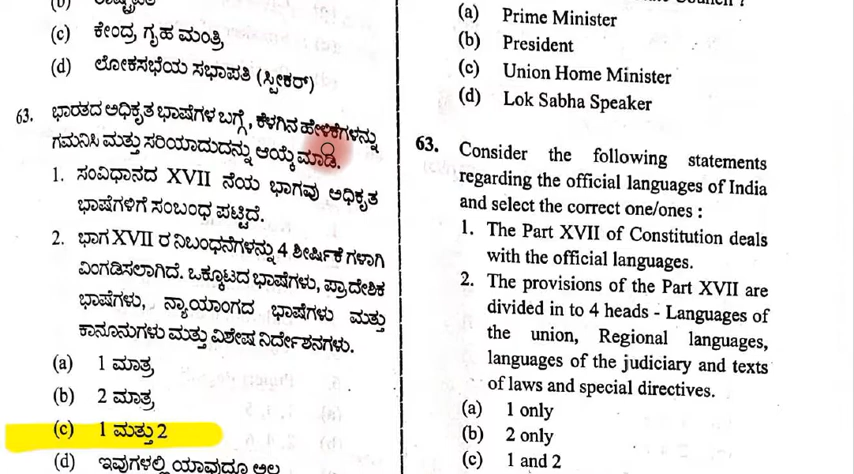 (c) ಕೇಂದ್ರ ಗೃಹ ಮಂತ್ರಿ
(d) ಲೋಕಸಭೆಯ ಸಭಾಪತಿ (ಸ್ಪೀಕರ್)
63. ಭಾರತದ ಅಧಿಕೃತ ಭಾಷೆಗಳ ಬಗ್ಗೆ, ಕೆಳಗಿನ ಹೇಳಿಕೆಗಳನ್ನು
ಗಮನಿಸಿ ಮತ್ತು ಸರಿಯಾದುದನ್ನು ಆಯ್ಕೆ ಮಾಡಿ.
1. ಸಂವಿಧಾನದ XVII ನೆಯ ಭಾಗವು ಅಧಿಕೃತ
ಭಾಷೆಗಳಿಗೆ ಸಂಬಂಧ ಪಟ್ಟಿದೆ.
2. ಭಾಗ XVII ರ ನಿಬಂಧನೆಗಳನ್ನು 4 ಶೀರ್ಷಿಕೆ ಗಳಾಗಿ
ವಿಂಗಡಿಸಲಾಗಿದೆ. ಒಕ್ಕೂಟದ ಭಾಷೆಗಳು, ಪ್ರಾದೇಶಿಕ
ಭಾಷೆಗಳು, ನ್ಯಾಯಾಂಗದ ಭಾಷೆಗಳು ಮತ್ತು
ಕಾನೂನುಗಳು ಮತ್ತು ವಿಶೇಷ ನಿರ್ದೇಶನಗಳು.
(a) 1 ಮಾತ್ರ
(b) 2 ಮಾತ್ರ
(c) 1 ಮತ್ತು 2
(d) ಇವುಗಳಲ್ಲಿ ಯಾವುದೂ ಅಲ್ಲ
(a) Prime Minister
(b) President
(c) Union Home Minister
(d) Lok Sabha Speaker
63. Consider the following statements
regarding the official languages of India
and select the correct one/ones :
1. The Part XVII of Constitution deals
with the official languages.
2. The provisions of the Part XVII are
divided in to 4 heads - Languages of
the union, Regional languages,
languages of the judiciary and texts
of laws and special directives.
(a) 1 only
(b) 2 only
(c) 1 and 2